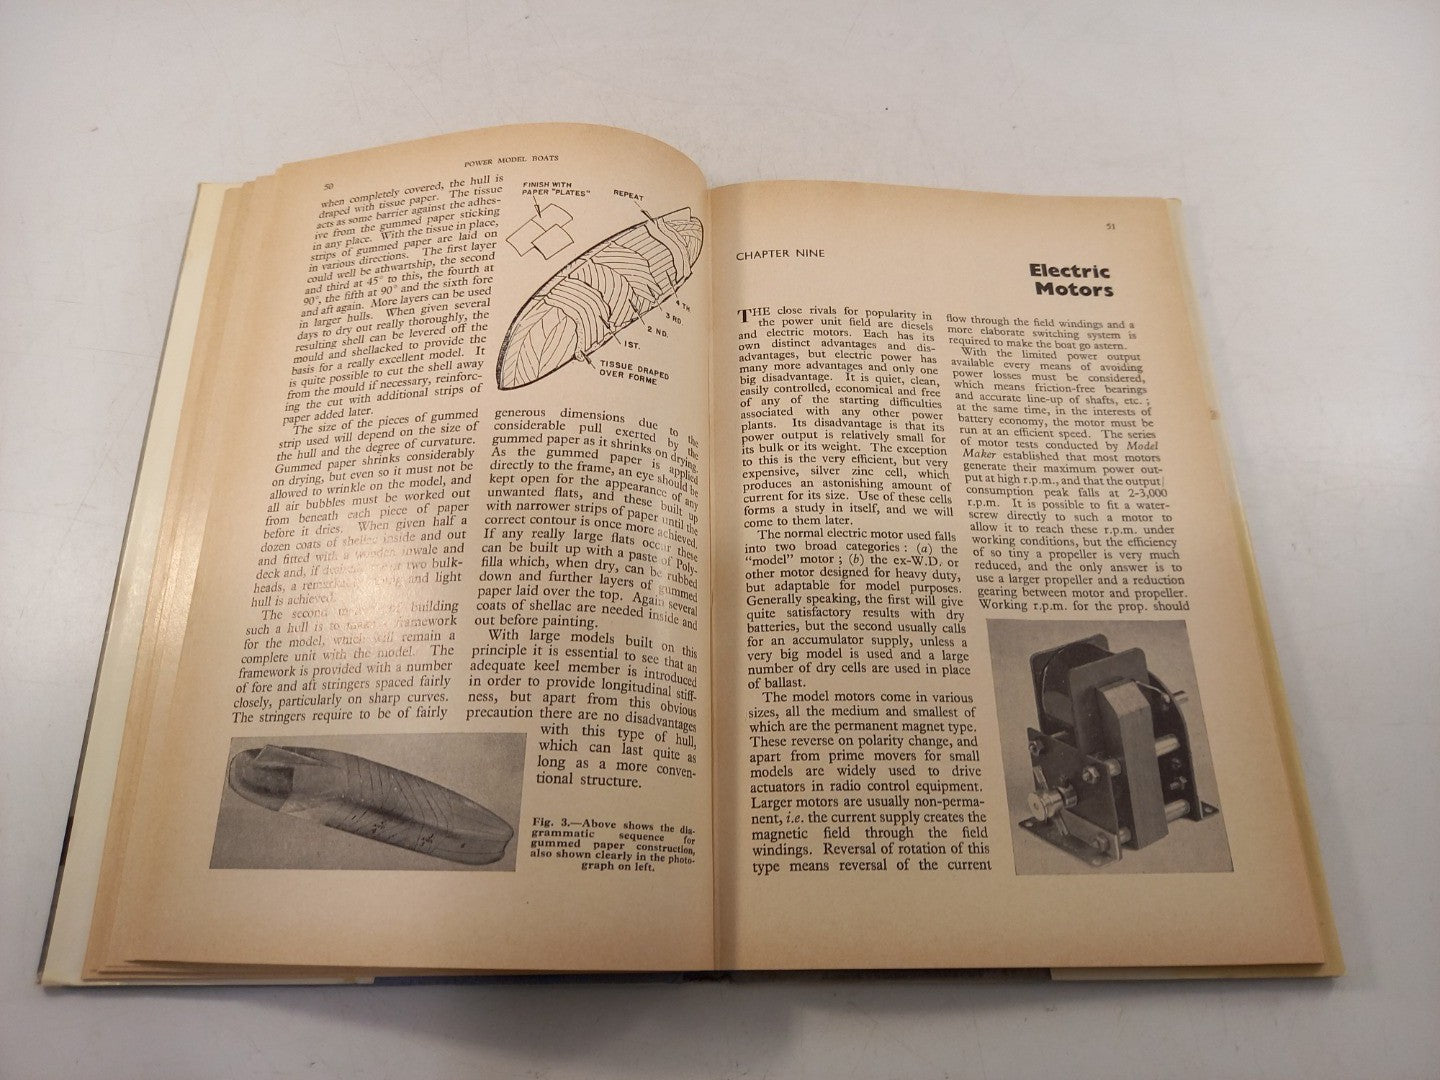 50
POWER MODEL BOATS
when completely covered, the hull is
draped with tissue paper. The tissue
acts as some barrier against the adhes-
ive from the gummed paper sticking
in any place. With the tissue in place,
strips of gummed paper are laid on
in various directions. The first layer
could well be athwartship, the second
and third at 45° to this, the fourth at
90°, the fifth at 90° and the sixth fore
and aft again. More layers can be used
in larger hulls. When given several
days to dry out really thoroughly, the
resulting shell can be levered off the
mould and shellacked to provide the
basis for a really excellent model. It
is quite possible to cut the shell away
from the mould if necessary, reinforc-
ing the cut with additional strips of
paper added later.
The size of the pieces of gummed
strip used will depend on the size of
the hull and the degree of curvature.
Gummed paper shrinks considerably
on drying, but even so it must not be
allowed to wrinkle on the model, and
all air bubbles must be worked out
from beneath each piece of paper
before it dries. When given half a
dozen coats of shellac inside and out
and fitted with a wooden inwale and
deck and, if two bulk-
heads, a and light
hull is achieved.
The second of building
such a hull is to framework
for the model, which will remain a
complete unit with the model. The
framework is provided with a number
of fore and aft stringers spaced fairly
closely, particularly on sharp curves.
The stringers require to be of fairly
FINISH WITH
PAPER "PLATES"
REPEAT
4 TH.
3 RD
2 ND.
1ST.
TISSUE DRAPED
OVER FORME
generous dimensions due to the
considerable pull exerted by the
gummed paper as it shrinks on drying.
As the gummed paper is applied
directly to the frame, an eye should be
kept open for the appearance of any
unwanted flats, and these built up
with narrower strips of paper until the
correct contour is once more achieved.
If any really large flats occur these
can be built up with a paste of Poly-
filla which, when dry, can be rubbed
down and further layers of gummed
paper laid over the top. Again several
coats of shellac are needed inside and
out before painting.
With large models built on this
principle it is essential to see that an
adequate keel member is introduced
in order to provide longitudinal stiff-
ness, but apart from this obvious
precaution there are no disadvantages
with this type of hull,
which can last quite as
long as a more conven-
tional structure.
Fig. 3.—Above shows the dia-
grammatic sequence for
gummed paper construction,
also shown clearly in the photo-
graph on left.
51
CHAPTER NINE
Electric
Motors
THE close rivals for popularity in
the power unit field are diesels
and electric motors. Each has its
own distinct advantages and dis-
advantages, but electric power has
many more advantages and only one
big disadvantage. It is quiet, clean,
easily controlled, economical and free
of any of the starting difficulties
associated with any other power
plants. Its disadvantage is that its
power output is relatively small for
its bulk or its weight. The exception
to this is the very efficient, but very
expensive, silver zinc cell, which
produces an astonishing amount of
current for its size. Use of these cells
forms a study in itself, and we will
come to them later.
The normal electric motor used falls
into two broad categories : (a) the
“model” motor ; (b) the ex-W.D. or
other motor designed for heavy duty,
but adaptable for model purposes.
Generally speaking, the first will give
quite satisfactory results with dry
batteries, but the second usually calls
for an accumulator supply, unless a
very big model is used and a large
number of dry cells are used in place
of ballast.
The model motors come in various
sizes, all the medium and smallest of
which are the permanent magnet type.
These reverse on polarity change, and
apart from prime movers for small
models are widely used to drive
actuators in radio control equipment.
Larger motors are usually non-perma-
nent, i.e. the current supply creates the
magnetic field through the field
windings. Reversal of rotation of this
type means reversal of the current
flow through the field windings and a
more elaborate switching system is
required to make the boat go astern.
With the limited power output
available every means of avoiding
power losses must be considered,
which means friction-free bearings
and accurate line-up of shafts, etc. ;
at the same time, in the interests of
battery economy, the motor must be
run at an efficient speed. The series
of motor tests conducted by Model
Maker established that most motors
generate their maximum power out-
put at high r.p.m., and that the output/
consumption peak falls at 2-3,000
r.p.m. It is possible to fit a water-
screw directly to such a motor to
allow it to reach these r.p.m. under
working conditions, but the efficiency
of so tiny a propeller is very much
reduced, and the only answer is to
use a larger propeller and a reduction
gearing between motor and propeller.
Working r.p.m. for the prop. should